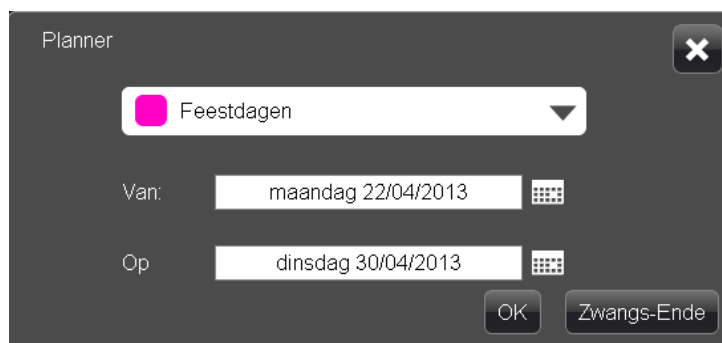 Planner
Feestdagen
Van: maandag 22/04/2013
Op dinsdag 30/04/2013
OK Zwangs-Ende